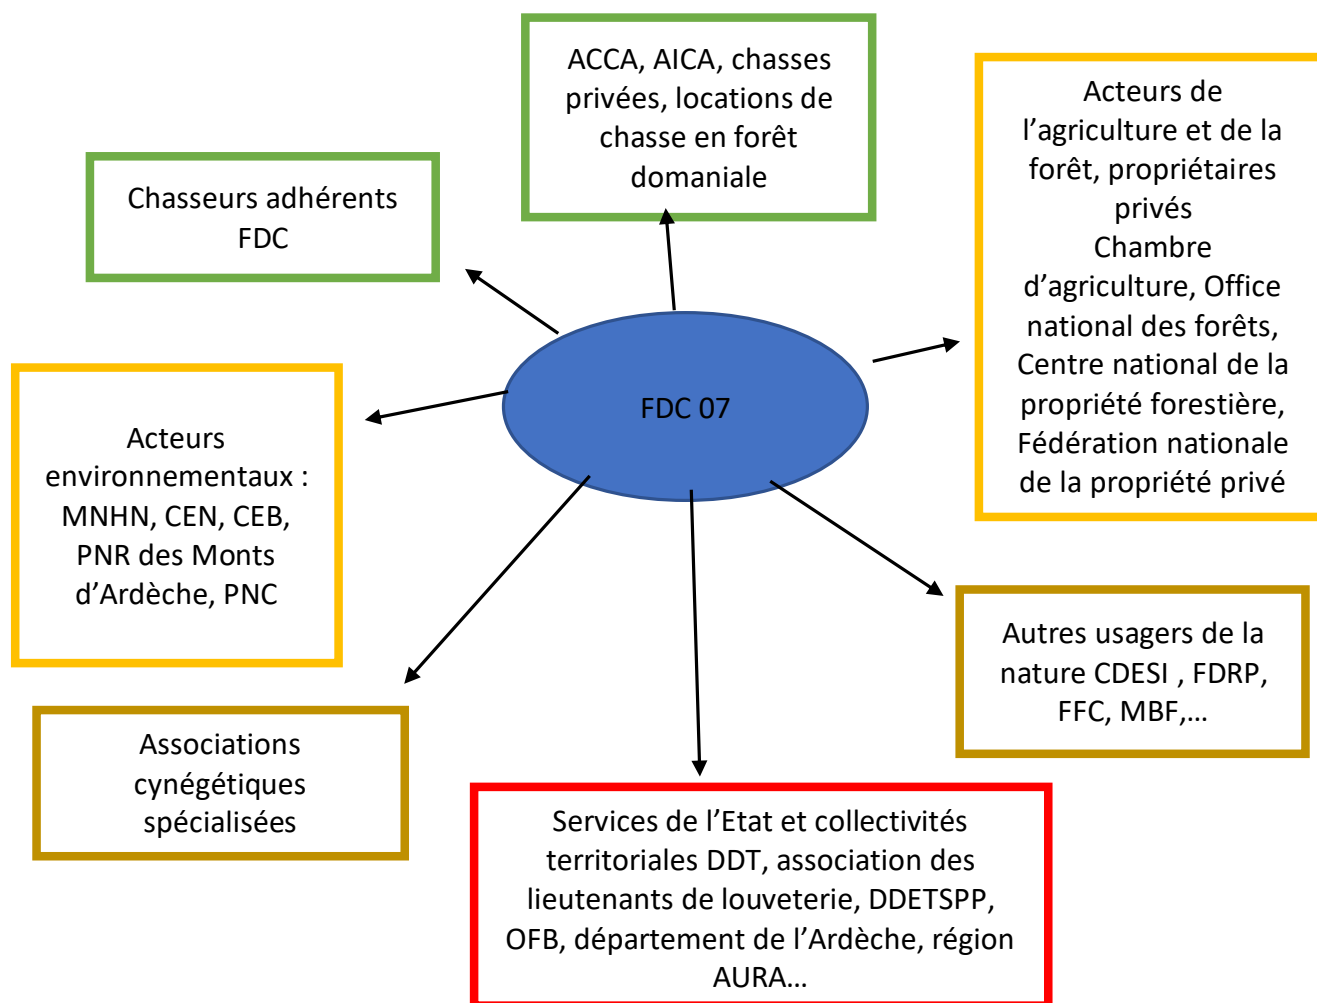 ACCA, AICA, chasses
privées, locations de
chasse en forêt
domaniale
Acteurs de
l’agriculture et de la
forêt, propriétaires
privés
Chambre
d’agriculture, Office
national des forêts,
Centre national de la
propriété forestière,
Fédération nationale
de la propriété privé
Chasseurs adhérents
FDC
FDC 07
Acteurs
environnementaux :
MNHN, CEN, CEB,
PNR des Monts
d’Ardèche, PNC
Autres usagers de la
nature CDESI , FDRP,
FFC, MBF,…
Associations
cynégétiques
spécialisées
Services de l’Etat et collectivités
territoriales DDT, association des
lieutenants de louveterie, DDETSPP,
OFB, département de l’Ardèche, région
AURA…